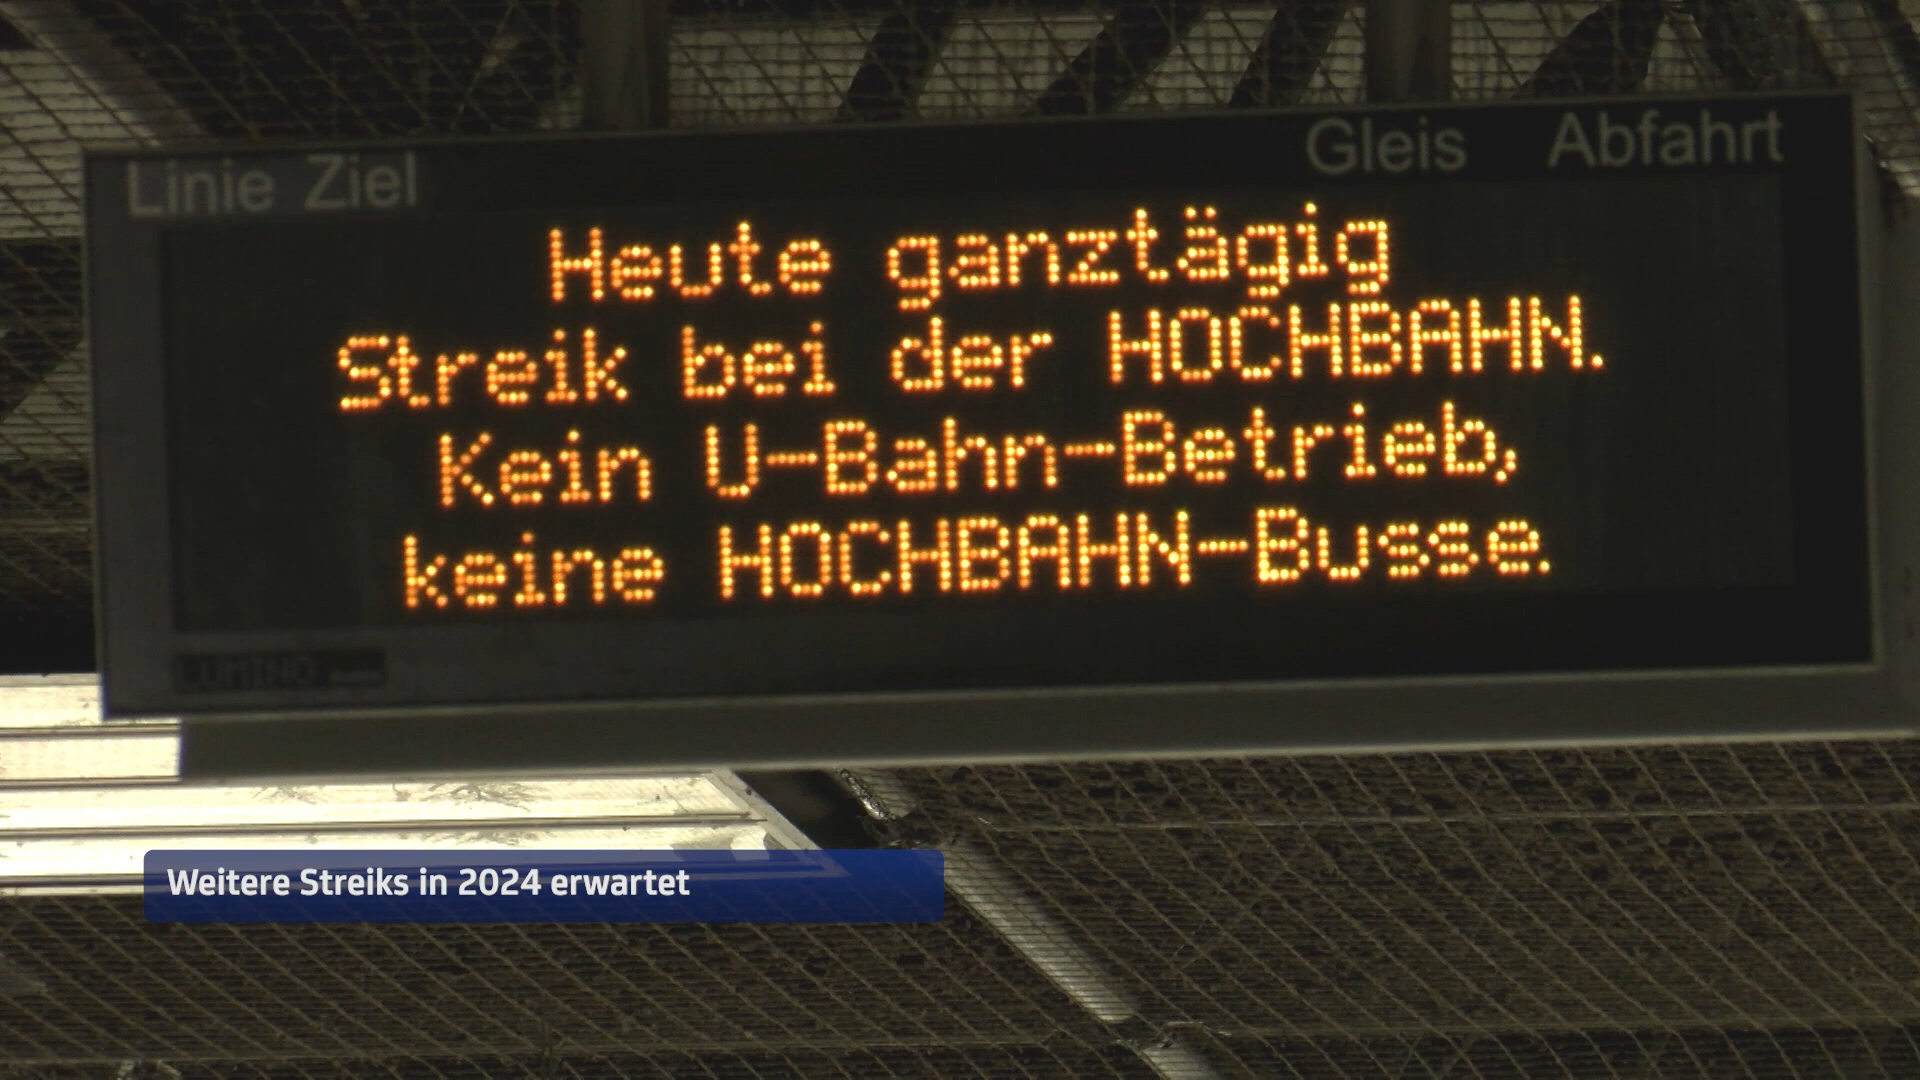 Linie Ziel Gleis Abfahrt
Heute ganztägig
Streik bei der HOCHBAHN.
Kein U-Bahn-Betrieb,
keine HOCHBAHN-Busse.
LUMINO
Weitere Streiks in 2024 erwartet